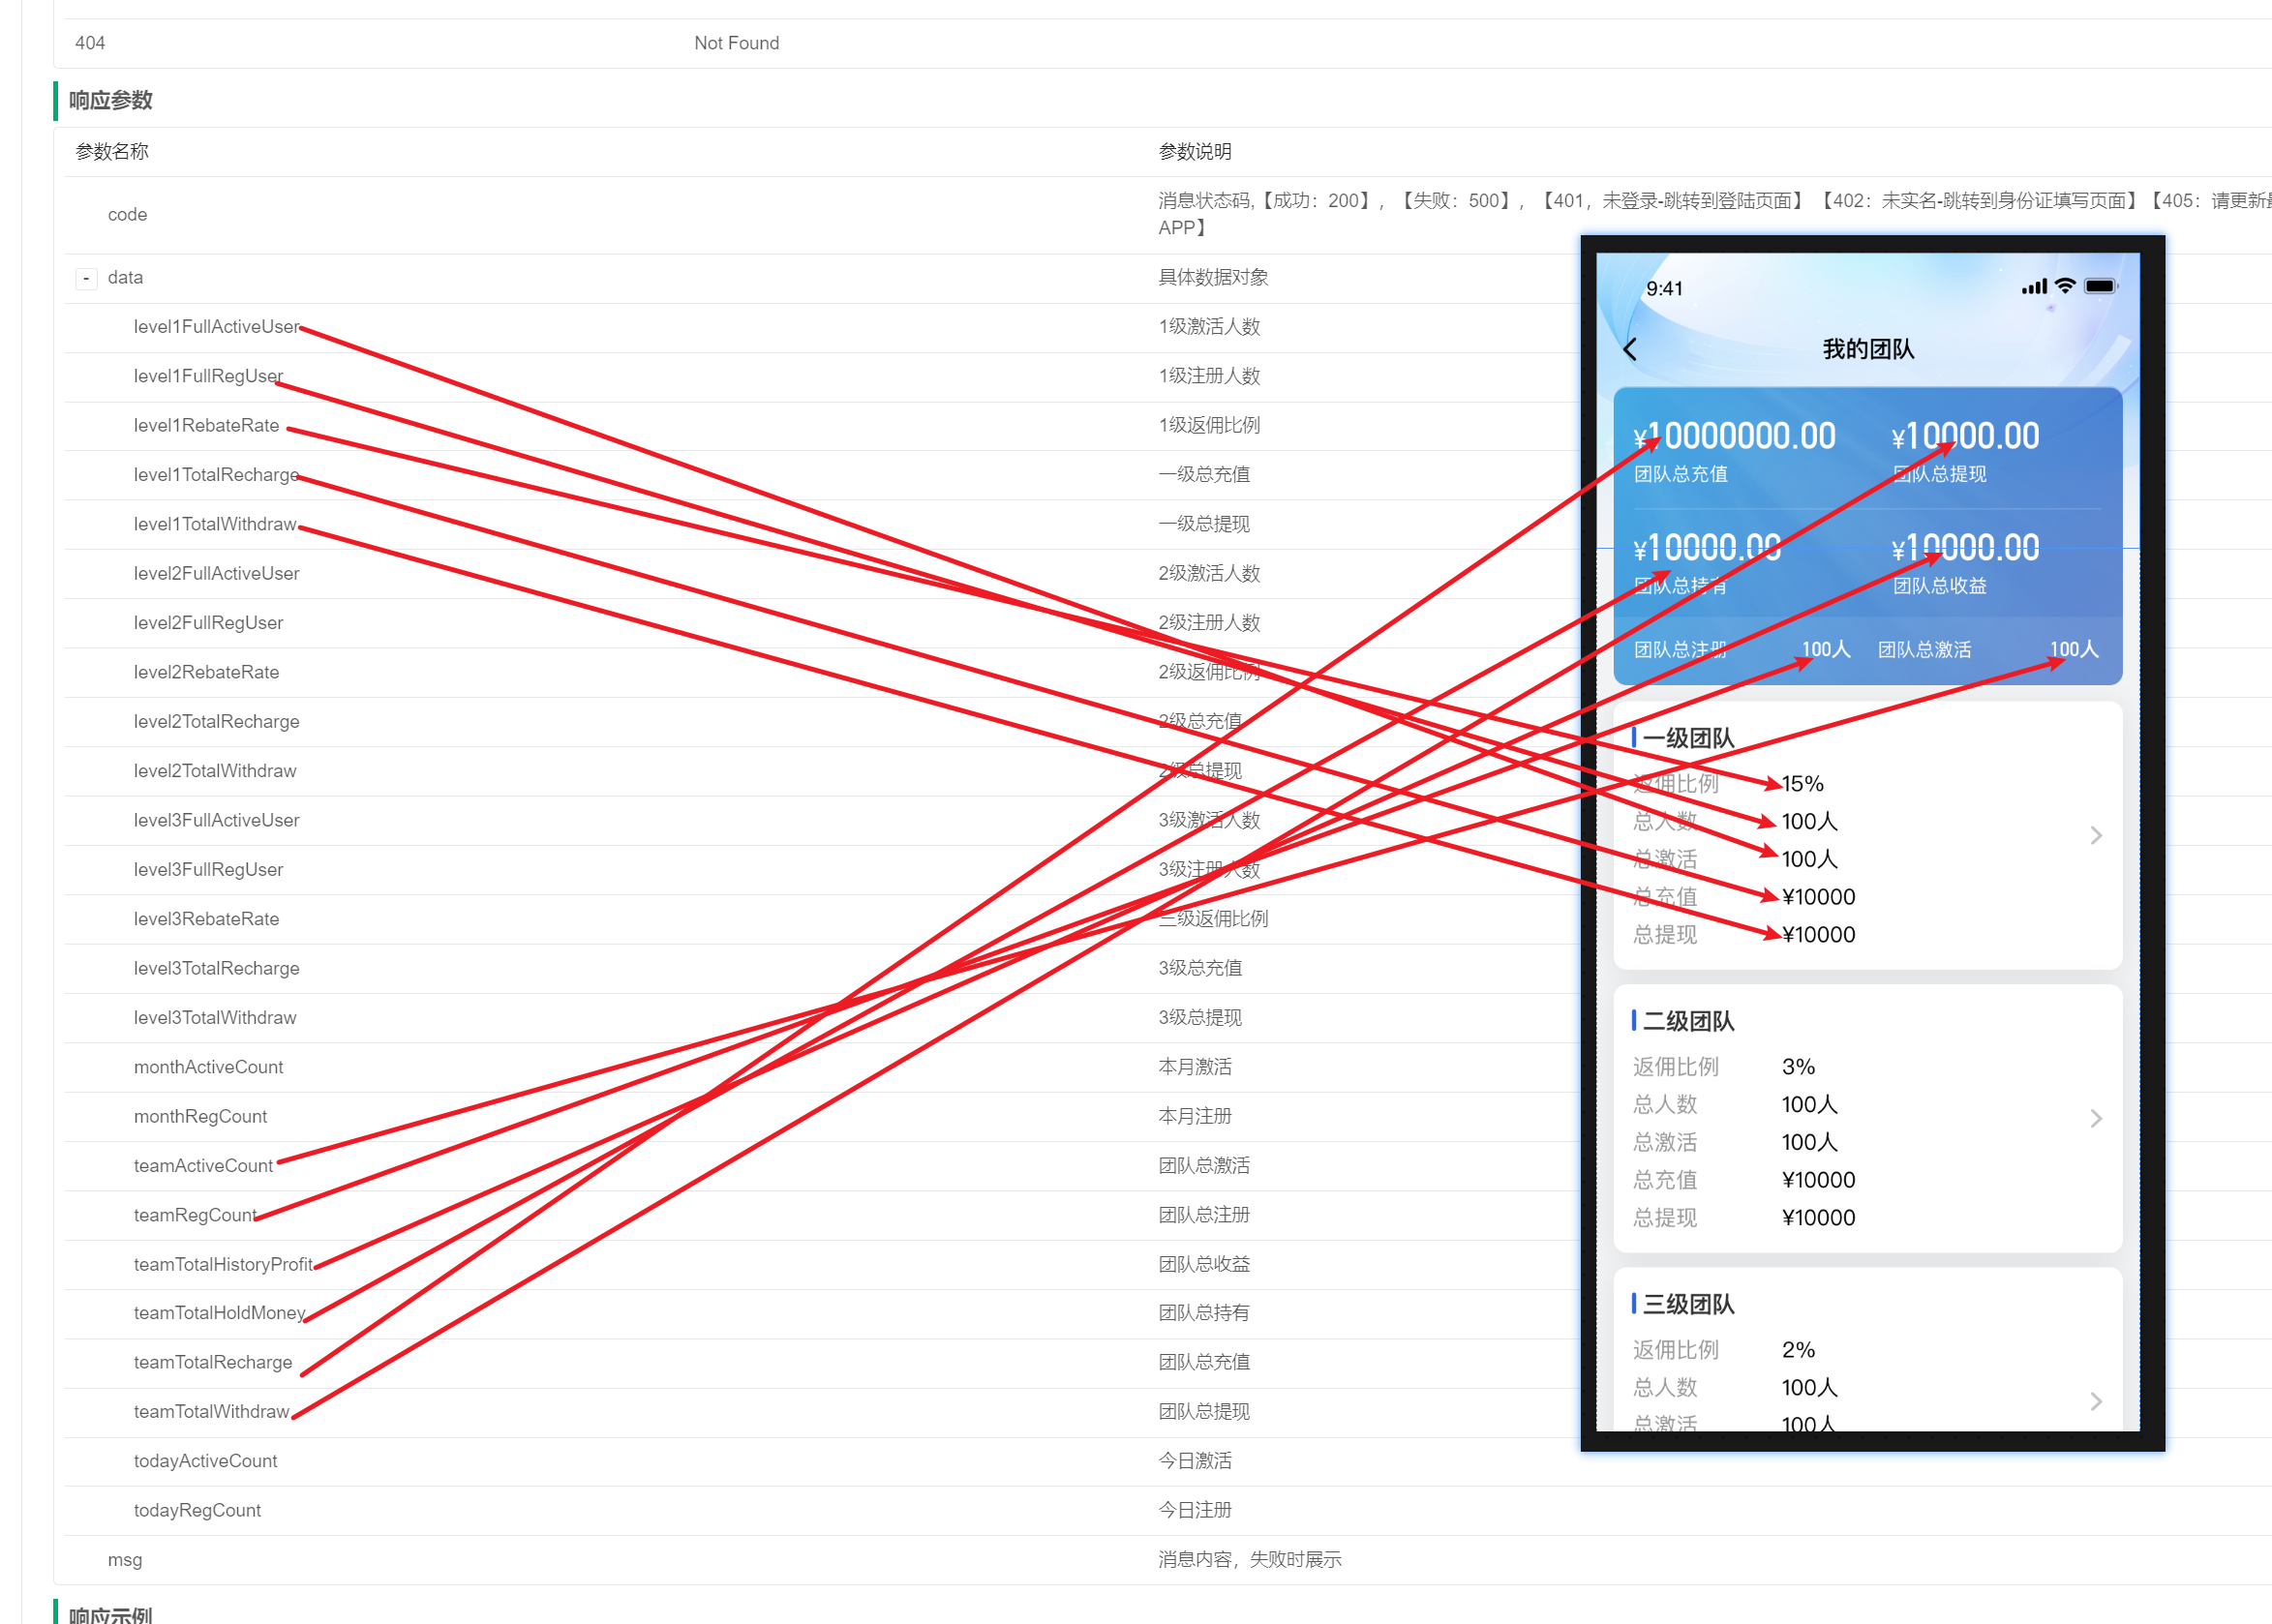 404 Not Found
响应参数
参数名称 参数说明
code 消息状态码,【成功：200】，【失败：500】，【401，未登录-跳转到登陆页面】【402：未实名-跳转到身份证填写页面】【405：请更新
APP】
- data 具体数据对象
level1FullActiveUser 1级激活人数
level1FullRegUser 1级注册人数
level1RebateRate 1级返佣比例
level1TotalRecharge 一级总充值
level1TotalWithdraw 一级总提现
level2FullActiveUser 2级激活人数
level2FullRegUser 2级注册人数
level2RebateRate 2级返佣比例
level2TotalRecharge 2级总充值
level2TotalWithdraw 2级总提现
level3FullActiveUser 3级激活人数
level3FullRegUser 3级注册人数
level3RebateRate 三级返佣比例
level3TotalRecharge 3级总充值
level3TotalWithdraw 3级总提现
monthActiveCount 本月激活
monthRegCount 本月注册
teamActiveCount 团队总激活
teamRegCount 团队总注册
teamTotalHistoryProfit 团队总收益
teamTotalHoldMoney 团队总持有
teamTotalRecharge 团队总充值
teamTotalWithdraw 团队总提现
todayActiveCount 今日激活
todayRegCount 今日注册
msg 消息内容，失败时展示
响应示例
9:41
我的团队
¥10000000.00 ¥10000.00
团队总充值 团队总提现
¥10000.00 ¥10000.00
团队总持有 团队总收益
团队总注册 100人 团队总激活 100人
一级团队
返佣比例 15%
总人数 100人
总激活 100人
总充值 ¥10000
总提现 ¥10000
二级团队
返佣比例 3%
总人数 100人
总激活 100人
总充值 ¥10000
总提现 ¥10000
三级团队
返佣比例 2%
总人数 100人
总激活 100人